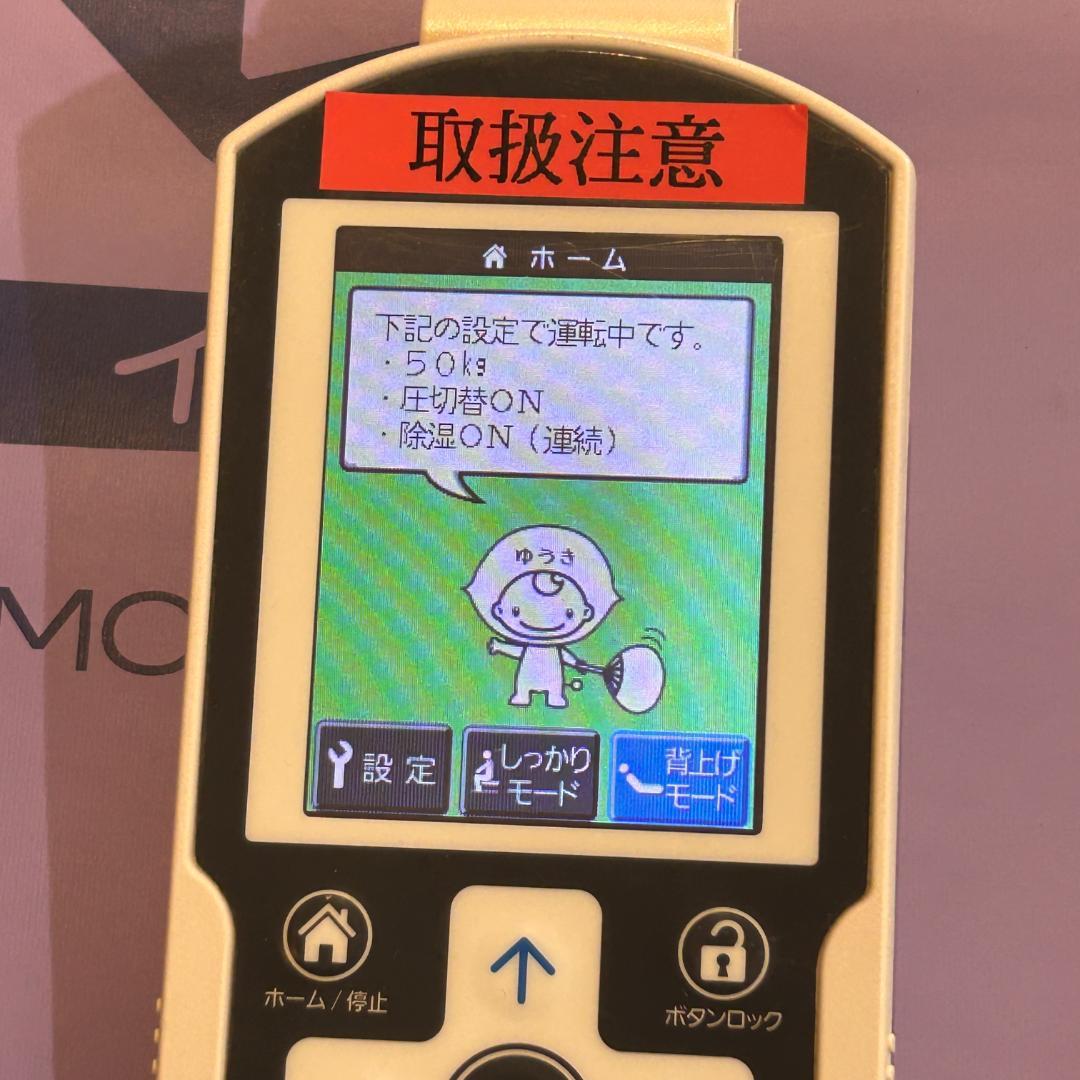 取扱注意
ホーム
下記の設定で運転中です。
・50kg
・圧切替ON
・除湿ON（連続）
ゆうき
設定
しっかり
モード
背上げ
モード
イ
MO
ホーム/停止
ボタンロック